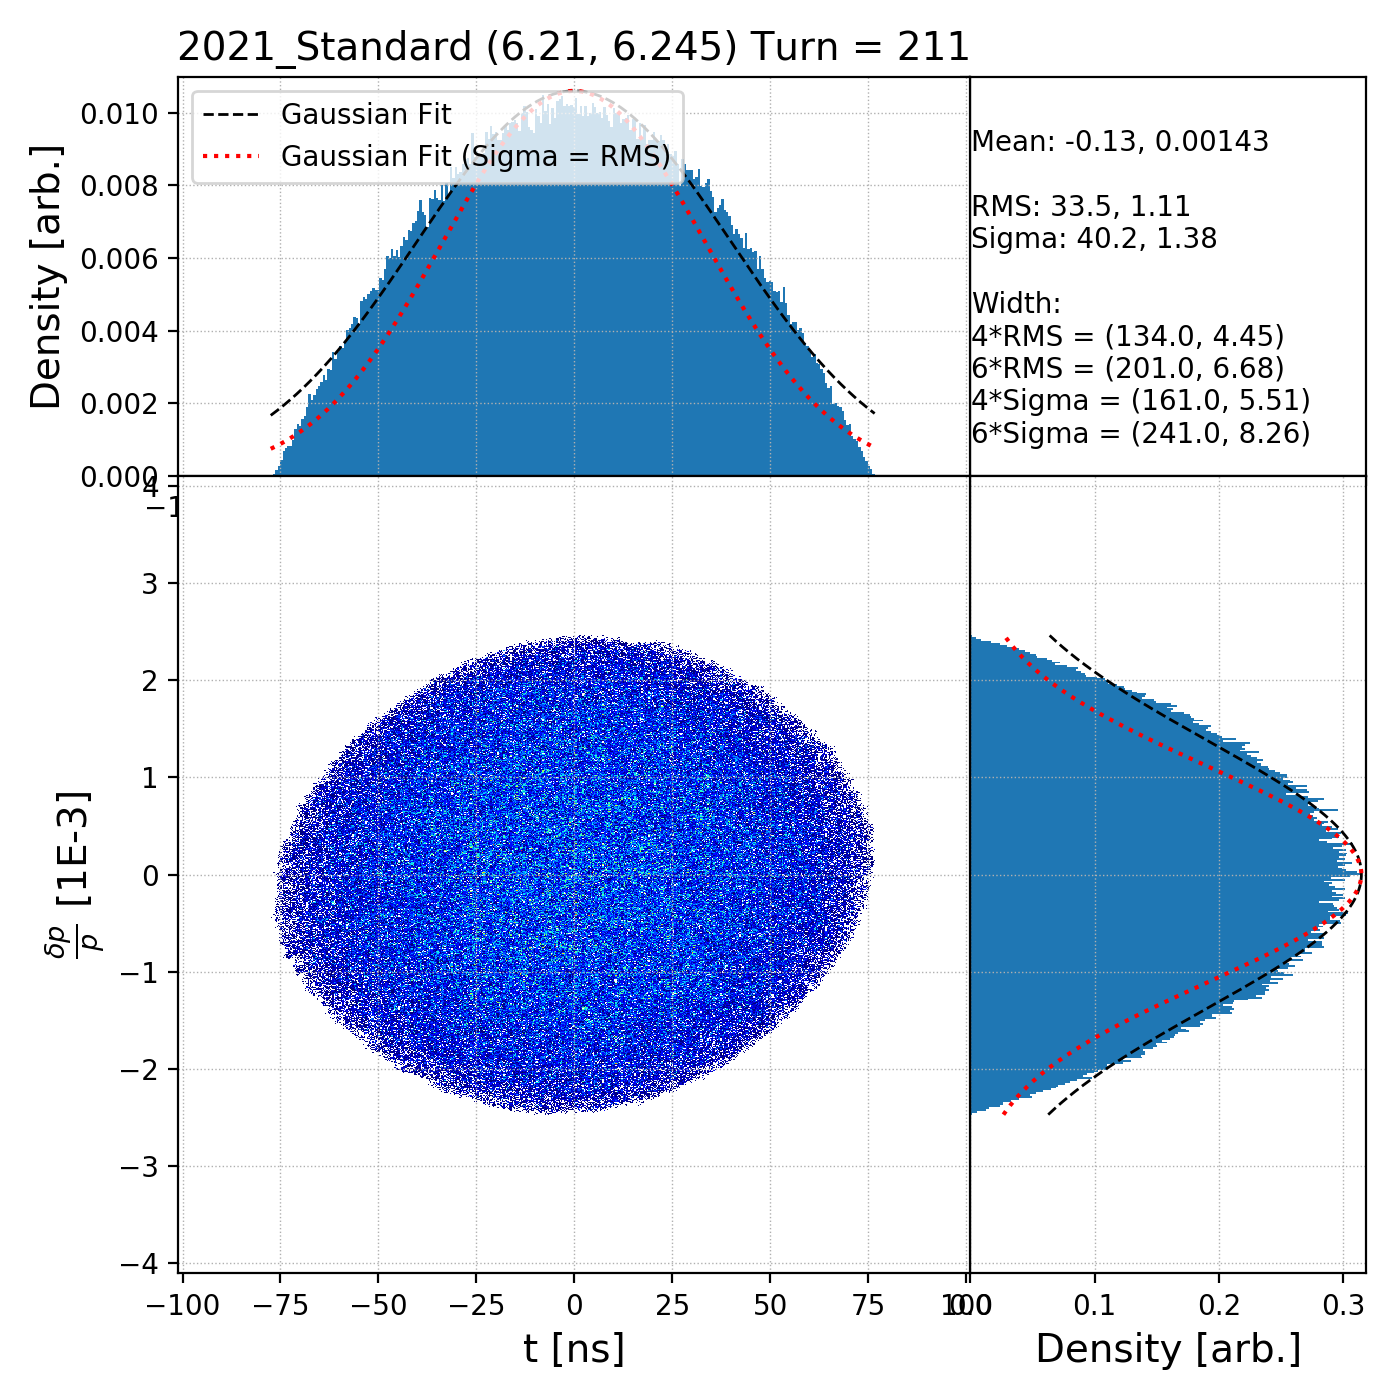 2021_Standard (6.21, 6.245) Turn = 211
Density [arb.]
0.010
0.008
0.006
0.004
0.002
0.000
Gaussian Fit
Gaussian Fit (Sigma = RMS)
Mean: -0.13, 0.00143
RMS: 33.5, 1.11
Sigma: 40.2, 1.38
Width:
4*RMS = (134.0, 4.45)
6*RMS = (201.0, 6.68)
4*Sigma = (161.0, 5.51)
6*Sigma = (241.0, 8.26)
δp/p [1E-3]
4
−1
3
2
1
0
−1
−2
−3
−4
−100 −75 −50 −25 0 25 50 75 100
t [ns]
0.0 0.1 0.2 0.3
Density [arb.]